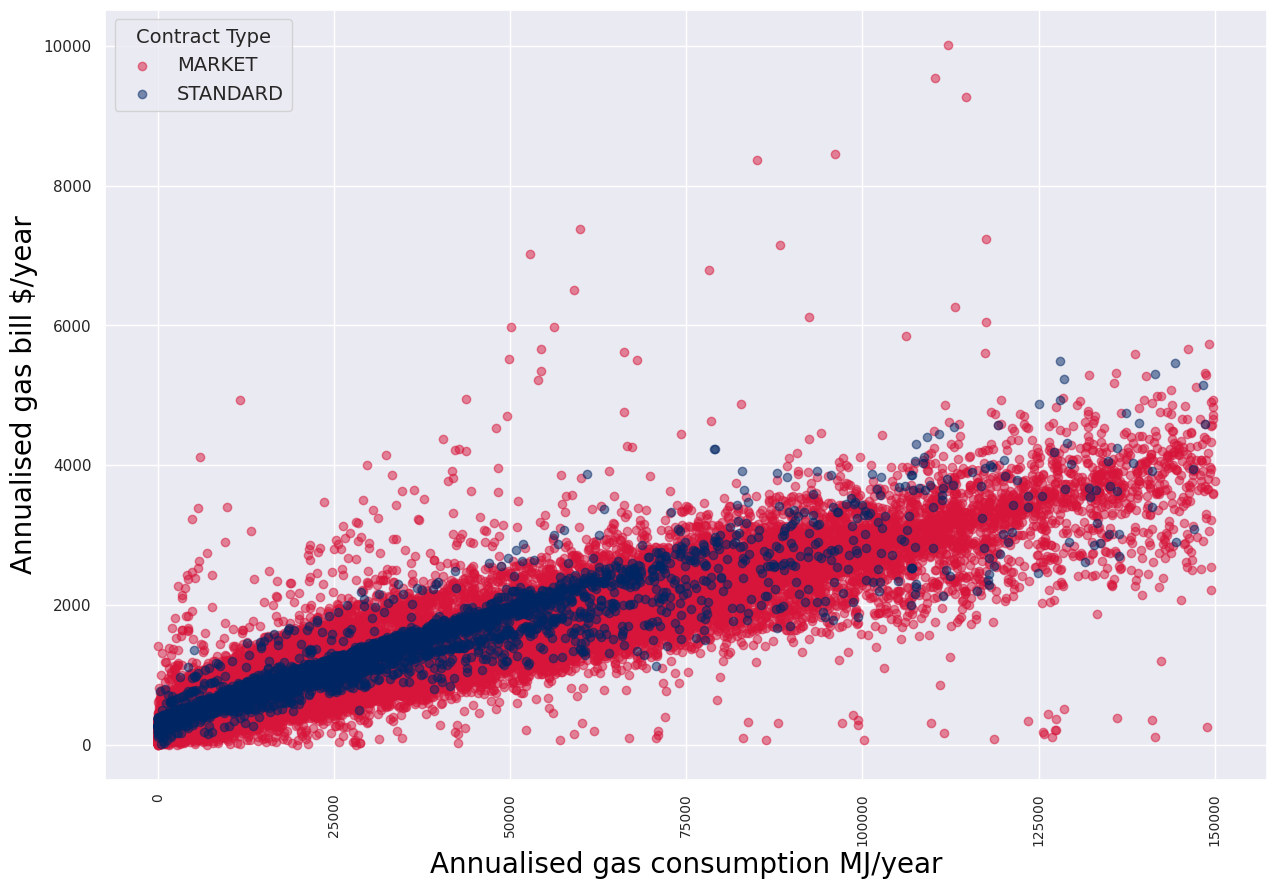 Contract Type
MARKET
STANDARD
10000
8000
6000
4000
2000
0
Annualised gas bill $/year
0
25000
50000
75000
100000
125000
150000
Annualised gas consumption MJ/year